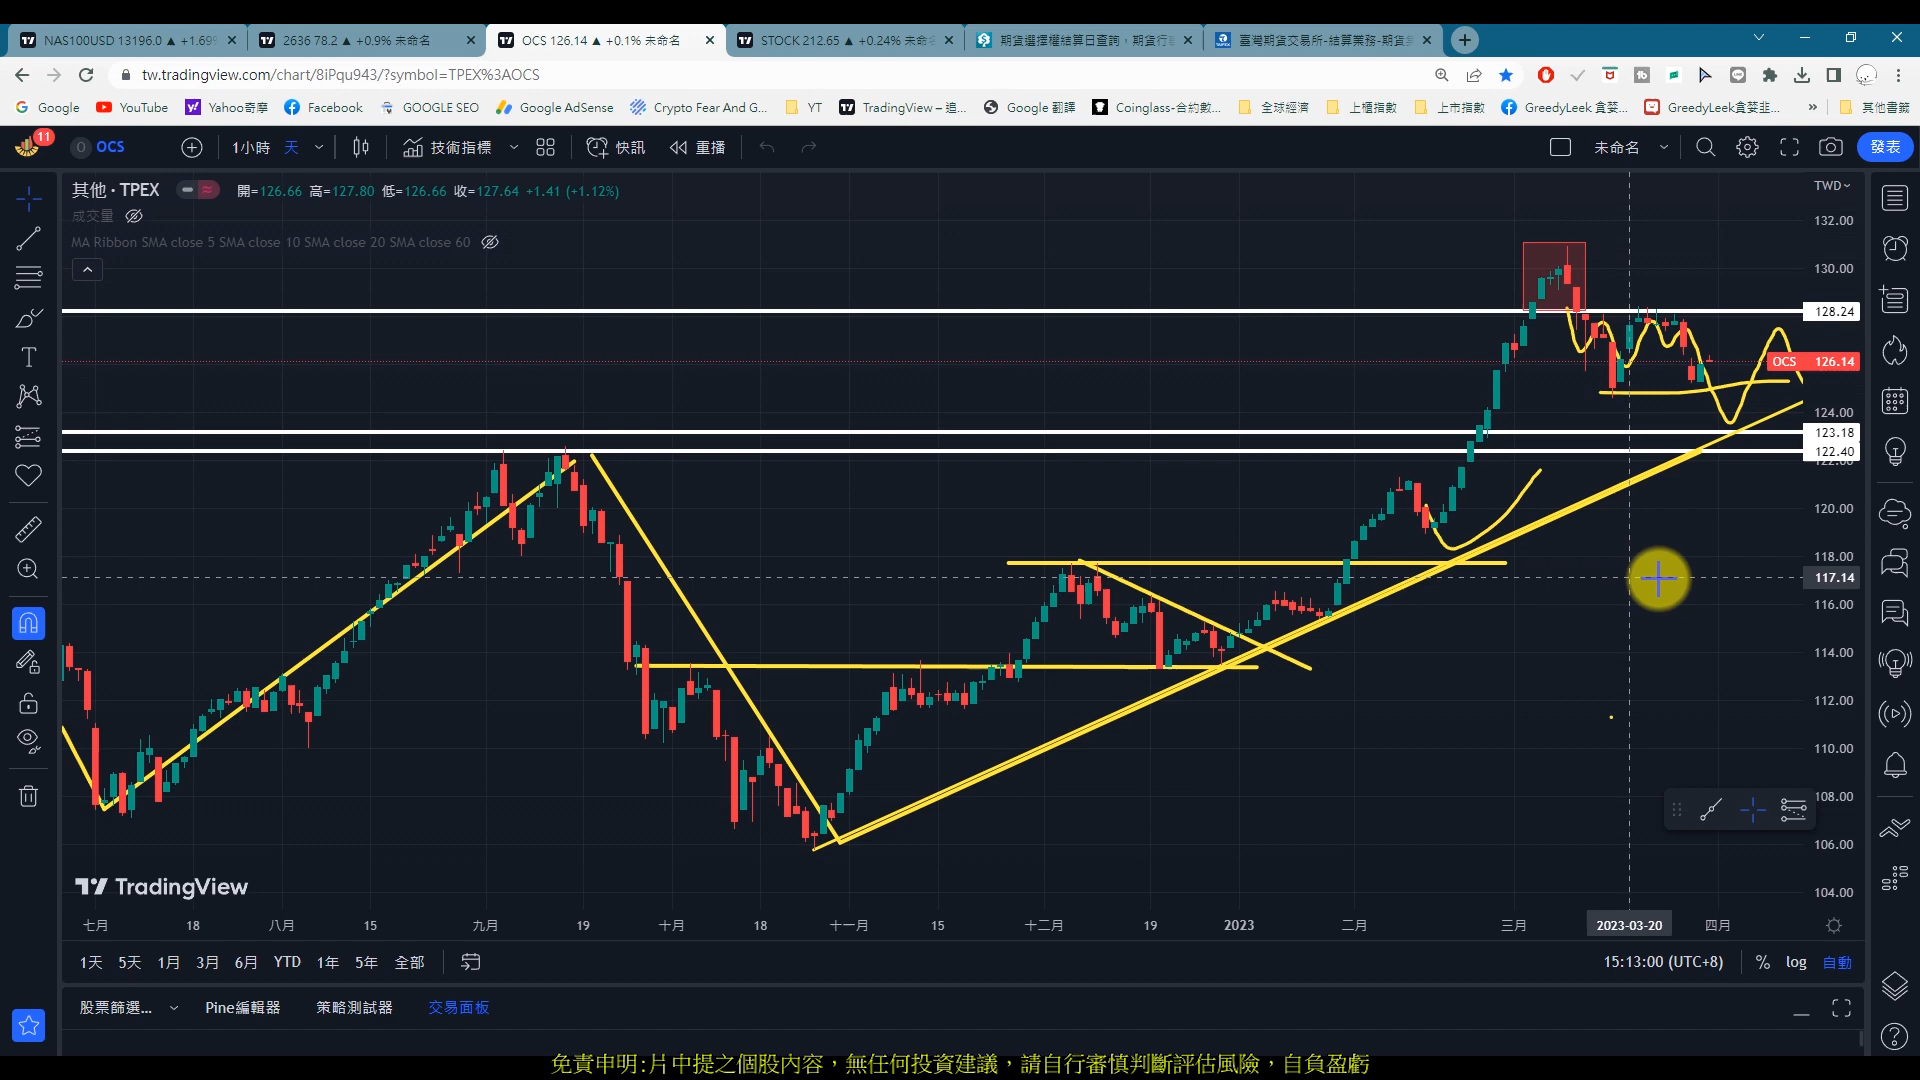 NAS100USD 13196.0 ▲ +1.69%
2636 78.2 ▲ +0.9% 未命名
OCS 126.14 ▲ +0.1% 未命名
STOCK 212.65 ▲ +0.24% 未命名
期貨選擇權結算日查詢，期貨行
臺灣期貨交易所-結算業務-期貨
tw.tradingview.com/chart/8iPqu943/?symbol=TPEX%3AOCS
Google YouTube Yahoo奇摩 Facebook GOOGLE SEO Google AdSense Crypto Fear And G... YT TradingView – 追... Google 翻譯 Coinglass-合約數... 全球經濟 上櫃指數 上市指數 GreedyLeek 貪婪... GreedyLeek貪婪韭... » 其他書籤
11 O OCS 1小時 天 技術指標 快訊 重播 未命名 發表
其他 · TPEX 開=126.66 高=127.80 低=126.66 收=127.64 +1.41 (+1.12%)
成交量
MA Ribbon SMA close 5 SMA close 10 SMA close 20 SMA close 60
TWD
132.00
130.00
128.24
OCS 126.14
124.00
123.18
122.40
122.00
120.00
118.00
117.14
116.00
114.00
112.00
110.00
108.00
106.00
104.00
TradingView
七月 18 八月 15 九月 19 十月 18 十一月 15 十二月 19 2023 二月 三月 2023-03-20 四月
1天 5天 1月 3月 6月 YTD 1年 5年 全部 15:13:00 (UTC+8) % log 自動
股票篩選... Pine編輯器 策略測試器 交易面板
免責申明:片中提之個股內容，無任何投資建議，請自行審慎判斷評估風險，自負盈虧